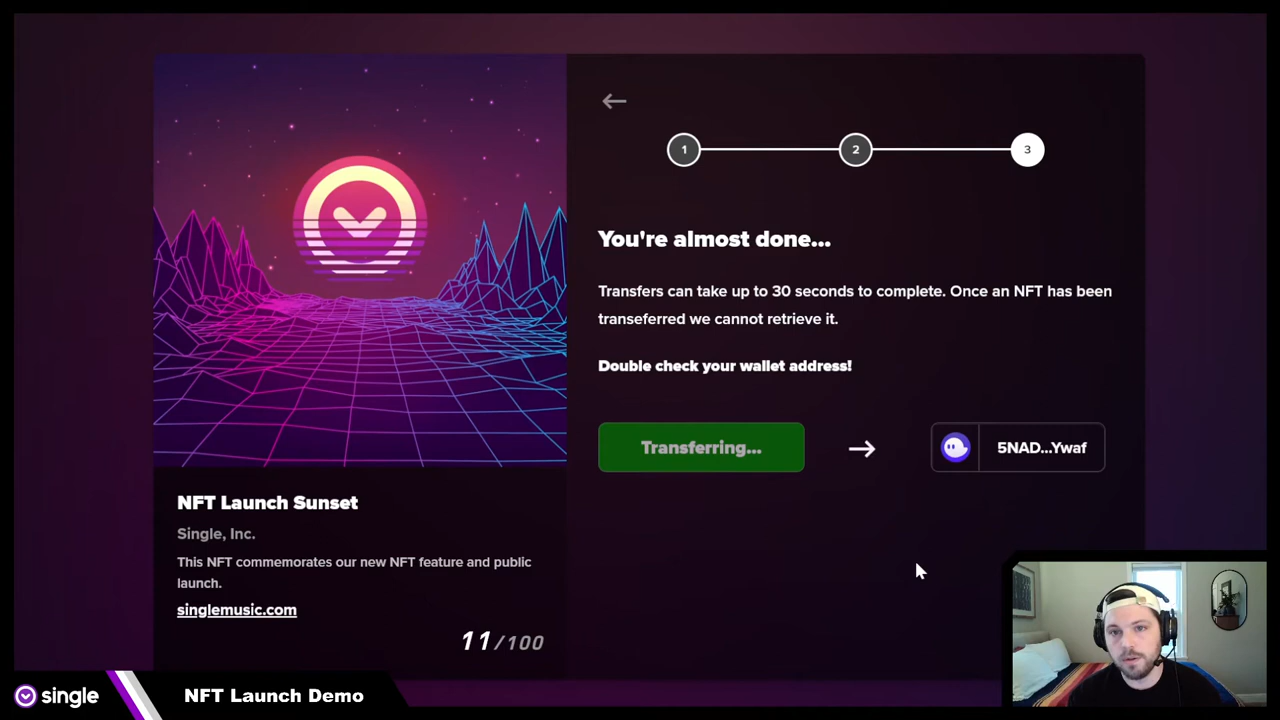 1
2
3
You're almost done...
Transfers can take up to 30 seconds to complete. Once an NFT has been
transeferred we cannot retrieve it.
Double check your wallet address!
Transferring...
5NAD...Ywaf
NFT Launch Sunset
Single, Inc.
This NFT commemorates our new NFT feature and public
launch.
singlemusic.com
11/100
single
NFT Launch Demo